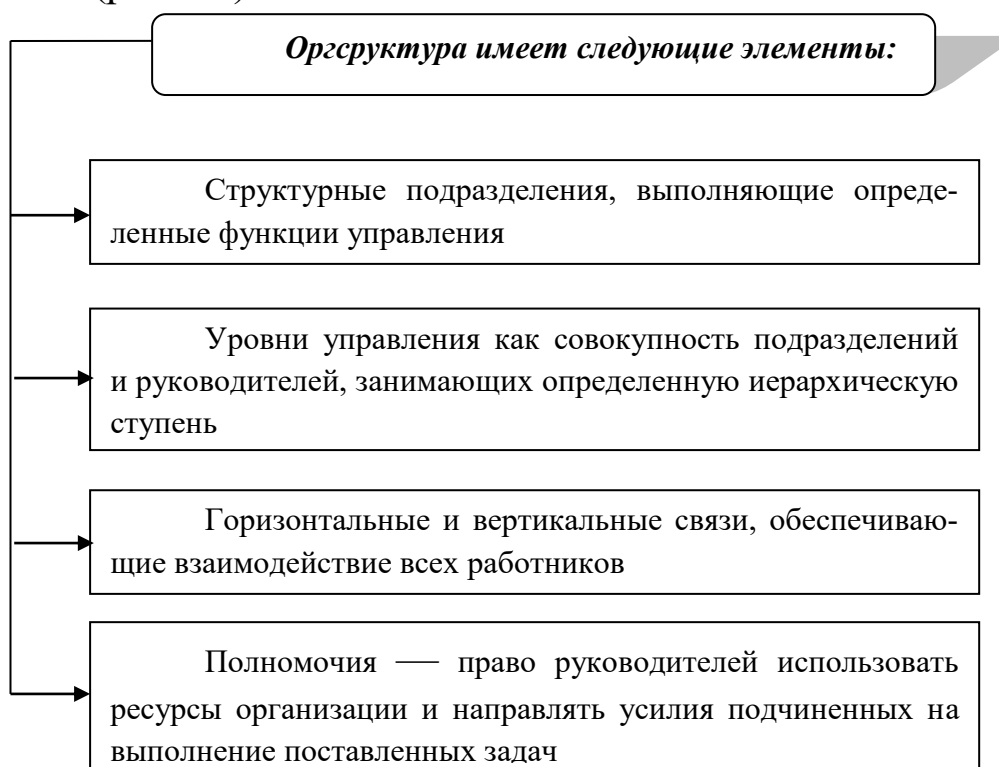 Оргсруктура имеет следующие элементы:
Структурные подразделения, выполняющие опреде-
ленные функции управления
Уровни управления как совокупность подразделений
и руководителей, занимающих определенную иерархическую
ступень
Горизонтальные и вертикальные связи, обеспечиваю-
щие взаимодействие всех работников
Полномочия — право руководителей использовать
ресурсы организации и направлять усилия подчиненных на
выполнение поставленных задач